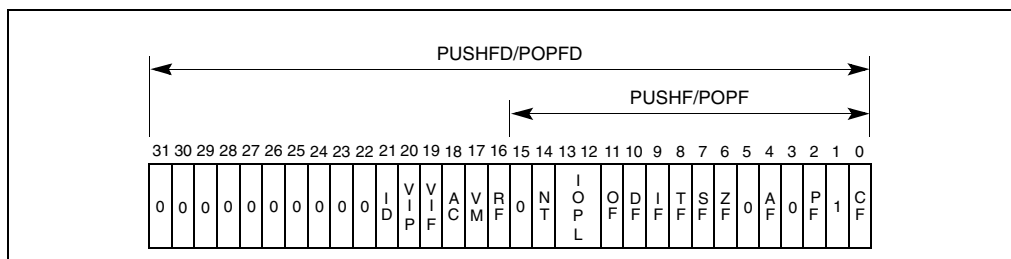 PUSHFD/POPFD
PUSHF/POPF
31 30 29 28 27 26 25 24 23 22 21 20 19 18 17 16 15 14 13 12 11 10 9 8 7 6 5 4 3 2 1 0
0 0 0 0 0 0 0 0 0 0 ID VIP VIF AC VM RF 0 NT IOPL OF DF IF TF SF ZF 0 AF 0 PF 1 CF